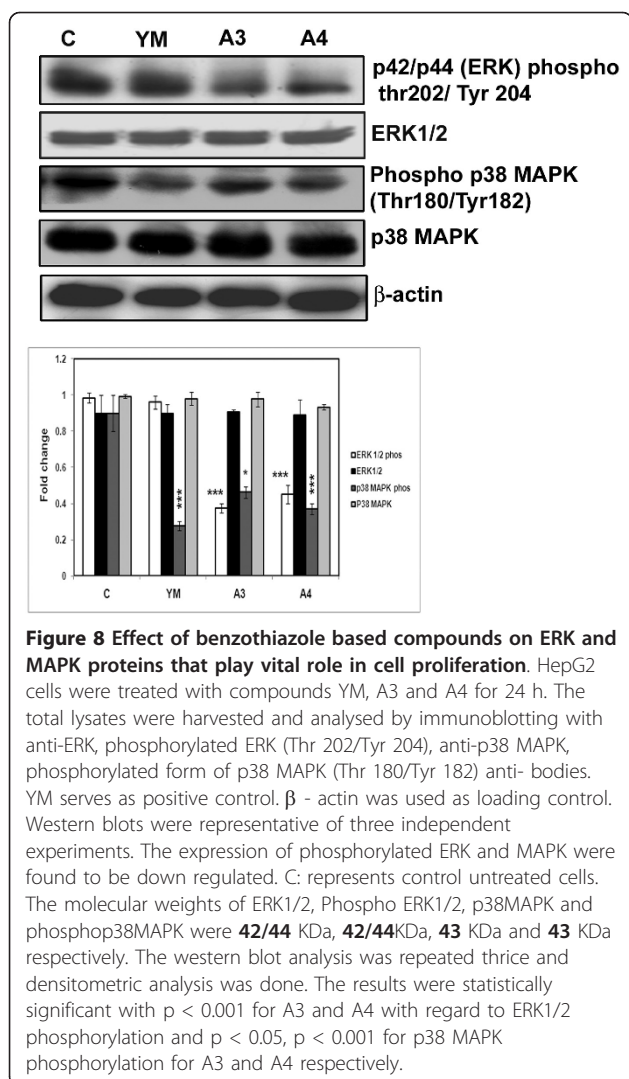 C YM A3 A4
p42/p44 (ERK) phospho
thr202/ Tyr 204
ERK1/2
Phospho p38 MAPK
(Thr180/Tyr182)
p38 MAPK
β-actin
1.2
1
0.8
0.6
0.4
0.2
0
Fold change
***
***
*
***
***
C YM A3 A4
ERK 1/2 phos
ERK1/2
p38 MAPK phos
P38 MAPK
Figure 8 Effect of benzothiazole based compounds on ERK and
MAPK proteins that play vital role in cell proliferation. HepG2
cells were treated with compounds YM, A3 and A4 for 24 h. The
total lysates were harvested and analysed by immunoblotting with
anti-ERK, phosphorylated ERK (Thr 202/Tyr 204), anti-p38 MAPK,
phosphorylated form of p38 MAPK (Thr 180/Tyr 182) anti- bodies.
YM serves as positive control. β - actin was used as loading control.
Western blots were representative of three independent
experiments. The expression of phosphorylated ERK and MAPK were
found to be down regulated. C: represents control untreated cells.
The molecular weights of ERK1/2, Phospho ERK1/2, p38MAPK and
phosphop38MAPK were 42/44 KDa, 42/44KDa, 43 KDa and 43 KDa
respectively. The western blot analysis was repeated thrice and
densitometric analysis was done. The results were statistically
significant with p < 0.001 for A3 and A4 with regard to ERK1/2
phosphorylation and p < 0.05, p < 0.001 for p38 MAPK
phosphorylation for A3 and A4 respectively.